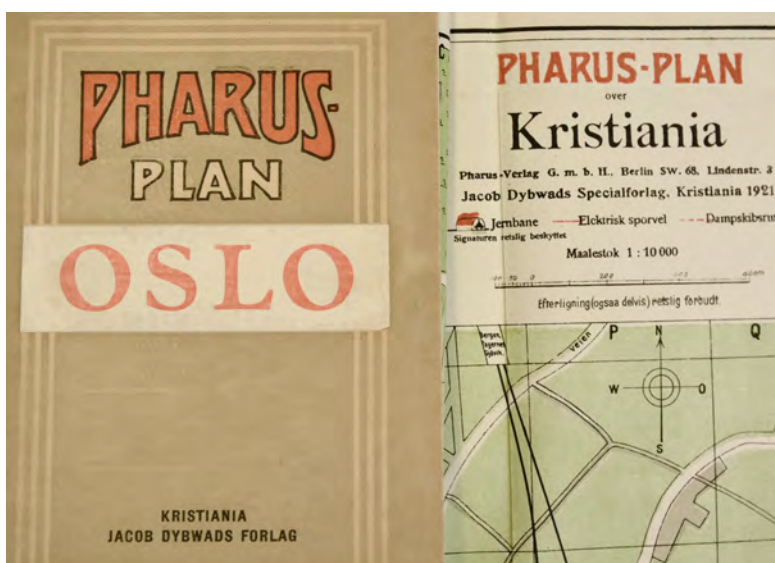 PHARUS-
PLAN
OSLO
KRISTIANIA
JACOB DYBWADS FORLAG
PHARUS-PLAN
over
Kristiania
Pharus-Verlag G. m. b. H., Berlin SW. 68, Lindenstr. 3
Jacob Dybwads Specialforlag, Kristiania 1921
Jernbane Elektrisk sporvei Dampskibsru
Signaturen retslig beskyttet
Maalestok 1 : 10 000
Efterligning (ogsaa delvis) retslig forbudt.
veien P N Q
W O
S